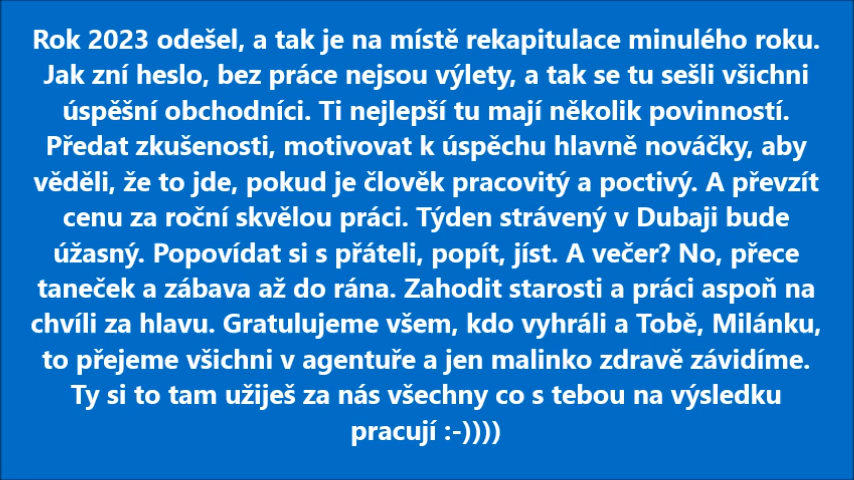 Rok 2023 odešel, a tak je na místě rekapitulace minulého roku.
Jak zní heslo, bez práce nejsou výlety, a tak se tu sešli všichni
úspěšní obchodníci. Ti nejlepší tu mají několik povinností.
Předat zkušenosti, motivovat k úspěchu hlavně nováčky, aby
věděli, že to jde, pokud je člověk pracovitý a poctivý. A převzít
cenu za roční skvělou práci. Týden strávený v Dubaji bude
úžasný. Popovídat si s přáteli, popít, jíst. A večer? No, přece
taneček a zábava až do rána. Zahodit starosti a práci aspoň na
chvíli za hlavu. Gratulujeme všem, kdo vyhráli a Tobě, Milánku,
to přejeme všichni v agentuře a jen malinko zdravě závidíme.
Ty si to tam užiješ za nás všechny co s tebou na výsledku
pracují :-))))